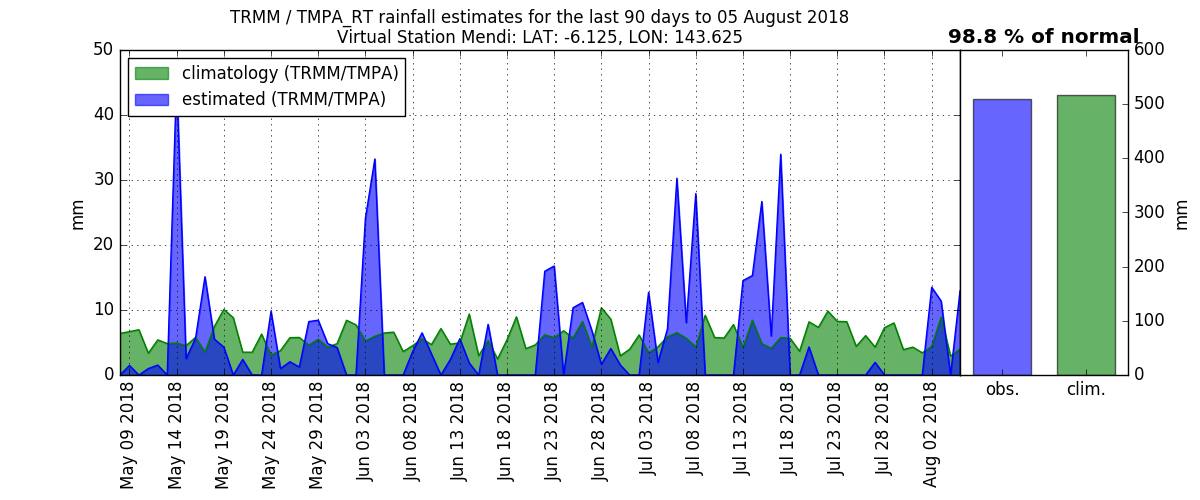 TRMM / TMPA_RT rainfall estimates for the last 90 days to 05 August 2018
Virtual Station Mendi: LAT: -6.125, LON: 143.625
98.8 % of normal
climatology (TRMM/TMPA)
estimated (TRMM/TMPA)
50
40
30
20
10
0
mm
600
500
400
300
200
100
0
mm
obs.
clim.
May 09 2018
May 14 2018
May 19 2018
May 24 2018
May 29 2018
Jun 03 2018
Jun 08 2018
Jun 13 2018
Jun 18 2018
Jun 23 2018
Jun 28 2018
Jul 03 2018
Jul 08 2018
Jul 13 2018
Jul 18 2018
Jul 23 2018
Jul 28 2018
Aug 02 2018